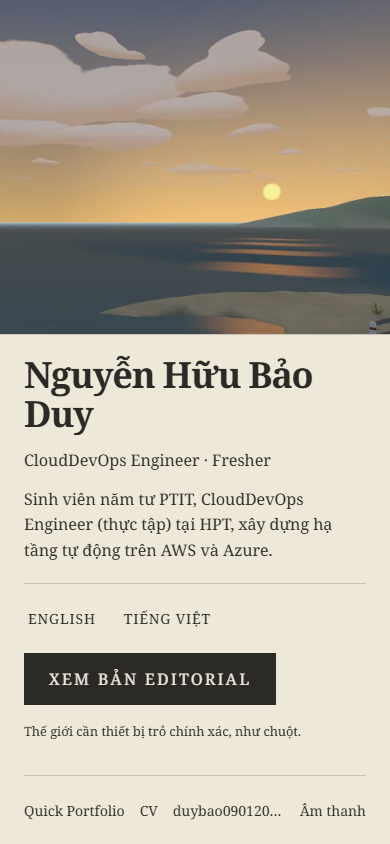 Nguyễn Hữu Bảo
Duy
CloudDevOps Engineer · Fresher
Sinh viên năm tư PTIT, CloudDevOps
Engineer (thực tập) tại HPT, xây dựng hạ
tầng tự động trên AWS và Azure.
ENGLISH TIẾNG VIỆT
XEM BẢN EDITORIAL
Thế giới cần thiết bị trỏ chính xác, như chuột.
Quick Portfolio CV duybao090120... Âm thanh